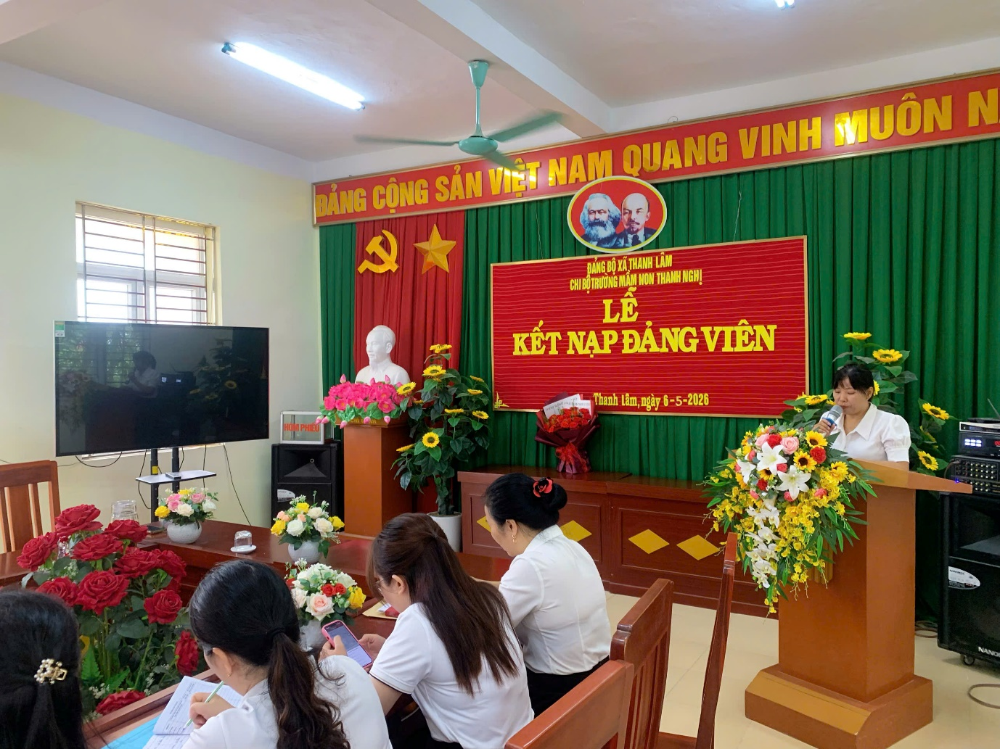 ĐẢNG CỘNG SẢN VIỆT NAM QUANG VINH MUÔN N
ĐẢNG BỘ XÃ THANH LÂM
CHI BỘ TRƯỜNG MẦM NON THANH NGHỊ
LỄ
KẾT NẠP ĐẢNG VIÊN
Thanh Lâm, ngày 6-5-2026
HÒM PHIẾU
NANO